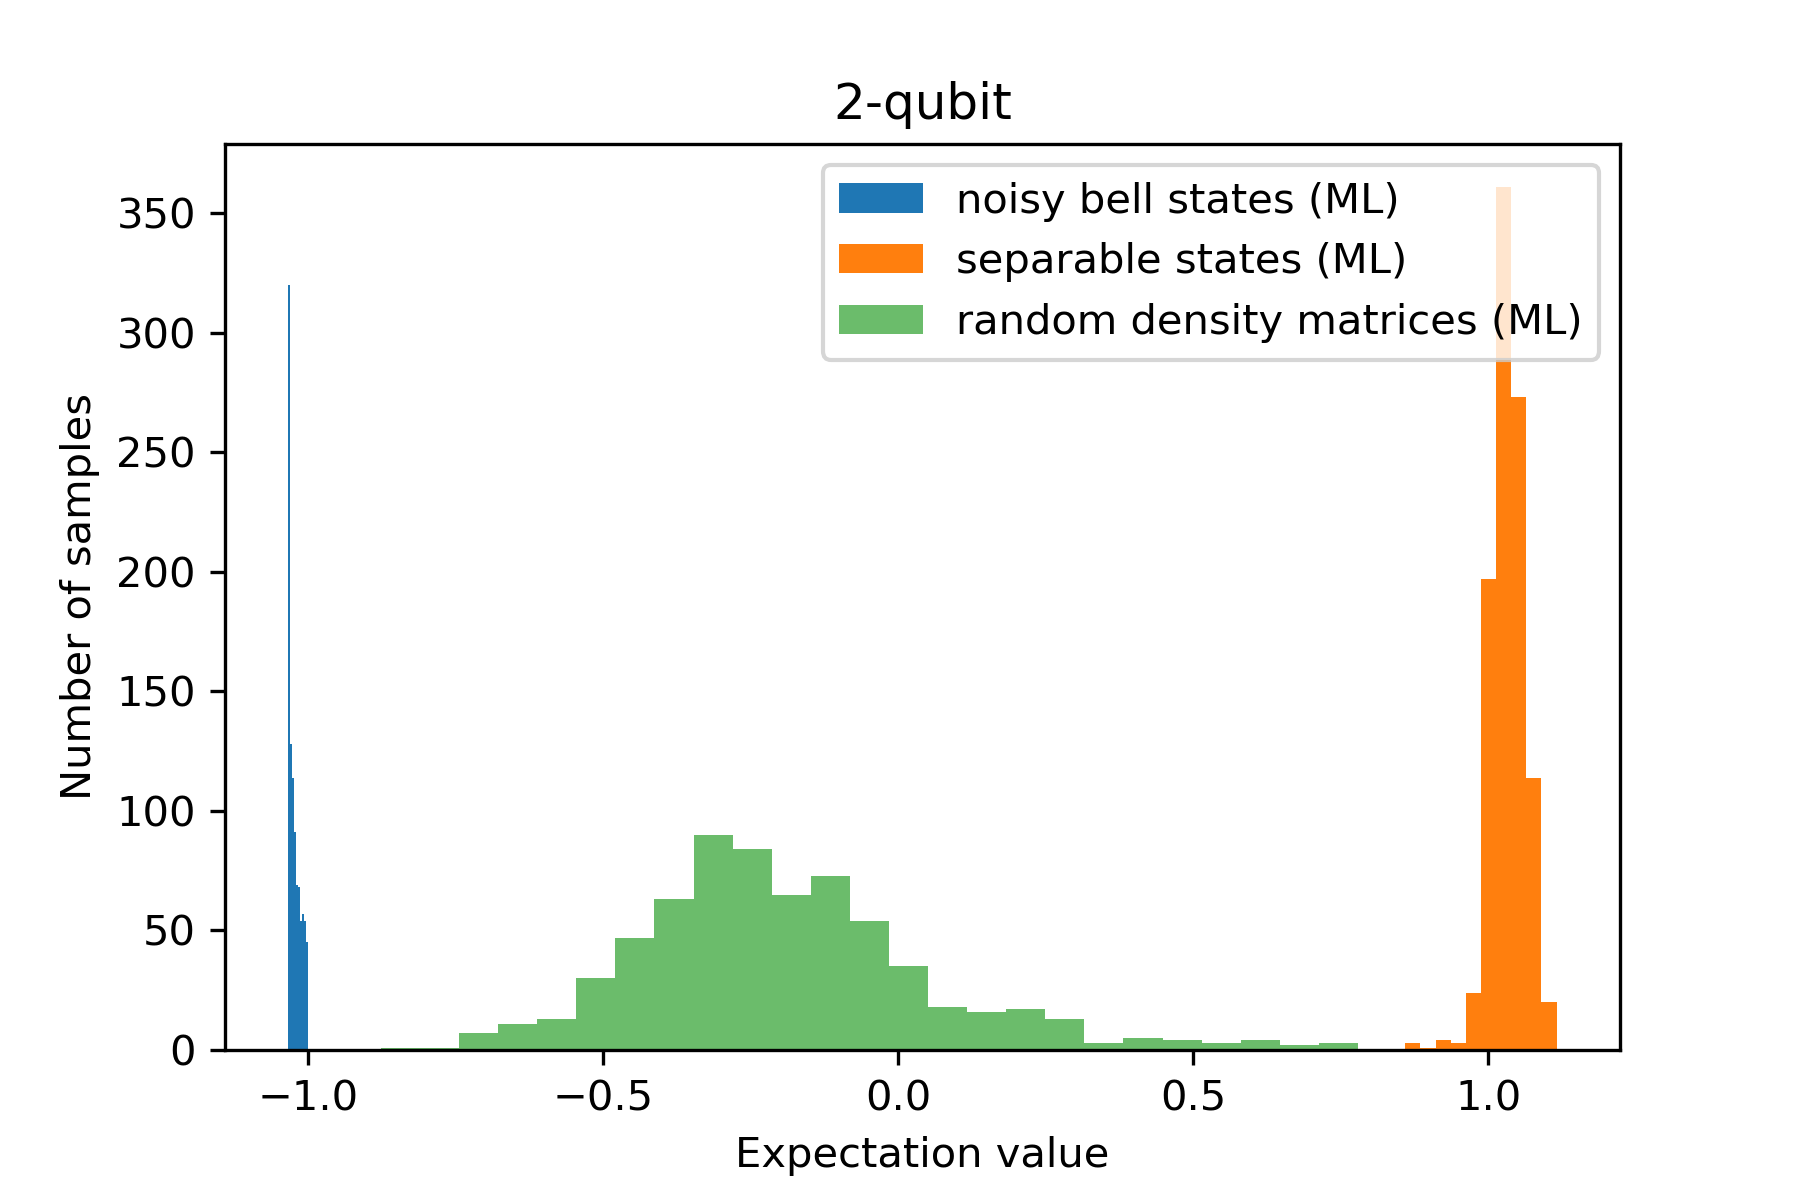 2-qubit
noisy bell states (ML)
separable states (ML)
random density matrices (ML)
Number of samples
350
300
250
200
150
100
50
0
−1.0
−0.5
0.0
0.5
1.0
Expectation value